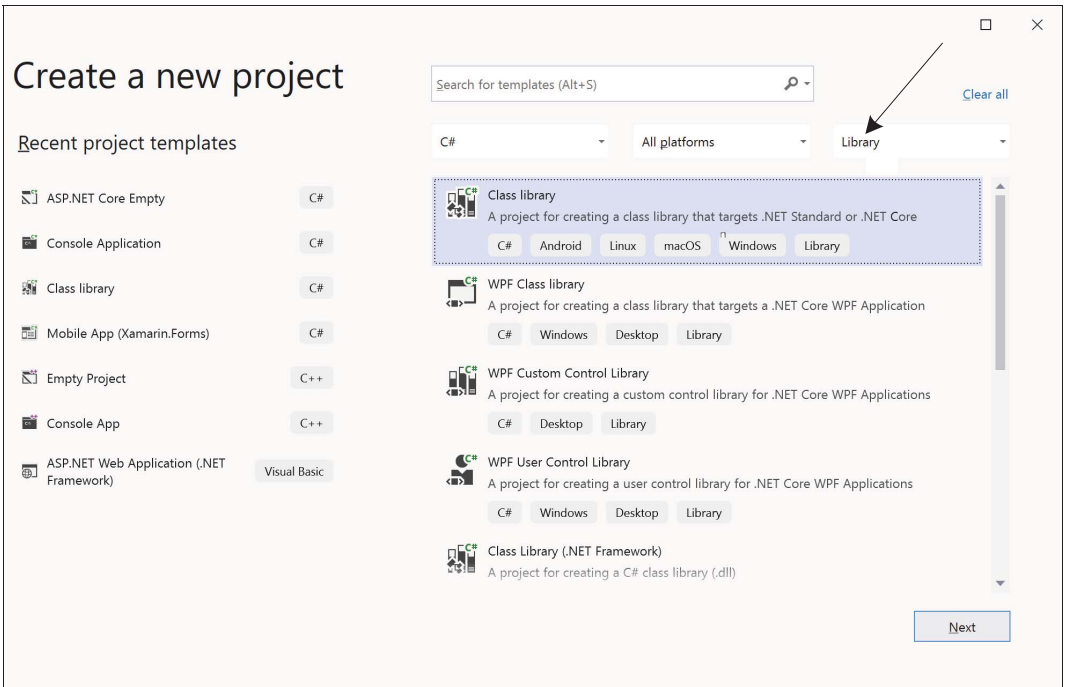 Create a new project
Search for templates (Alt+S)
Clear all
Recent project templates
C#
All platforms
Library
ASP.NET Core Empty
C#
Console Application
C#
Class library
C#
Mobile App (Xamarin.Forms)
C#
Empty Project
C++
Console App
C++
ASP.NET Web Application (.NET
Framework)
Visual Basic
Class library
A project for creating a class library that targets .NET Standard or .NET Core
C# Android Linux macOS Windows Library
WPF Class library
A project for creating a class library that targets a .NET Core WPF Application
C# Windows Desktop Library
WPF Custom Control Library
A project for creating a custom control library for .NET Core WPF Applications
C# Desktop Library
WPF User Control Library
A project for creating a user control library for .NET Core WPF Applications
C# Windows Desktop Library
Class Library (.NET Framework)
A project for creating a C# class library (.dll)
Next